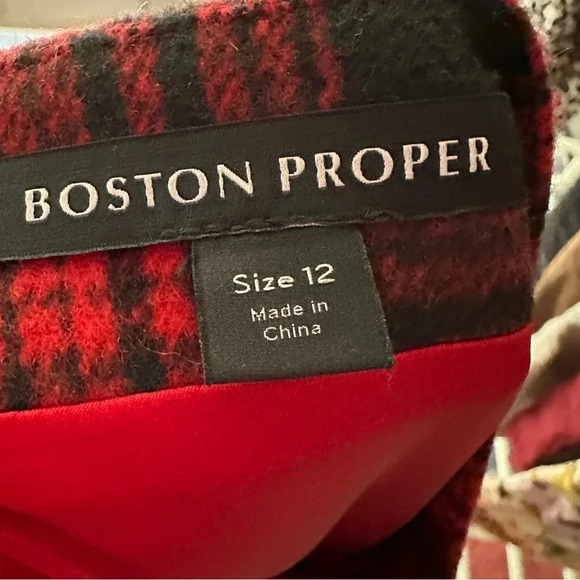 BOSTON PROPER
Size 12
Made in
China